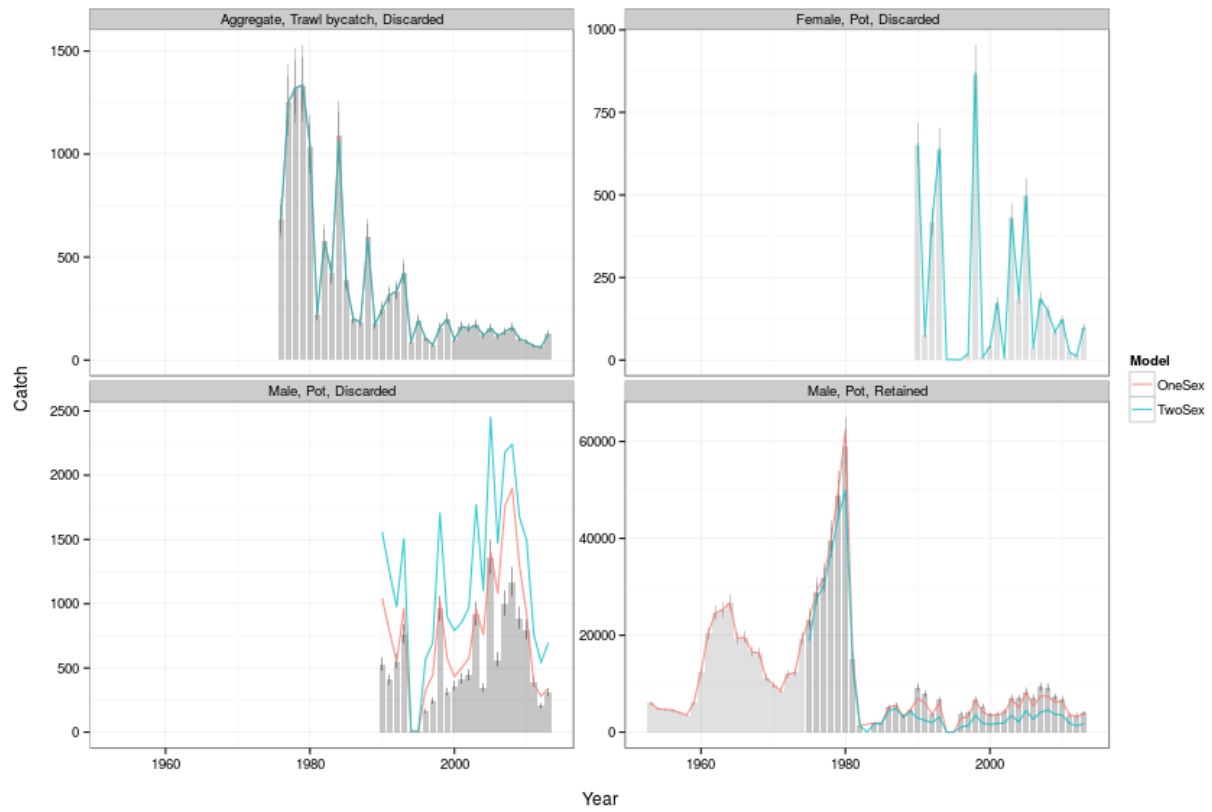 Aggregate, Trawl bycatch, Discarded
Female, Pot, Discarded
1500
1000
500
0
1000
750
500
250
0
Catch
Male, Pot, Discarded
Male, Pot, Retained
2500
2000
1500
1000
500
0
60000
40000
20000
0
1960
1980
2000
1960
1980
2000
Year
Model
OneSex
TwoSex